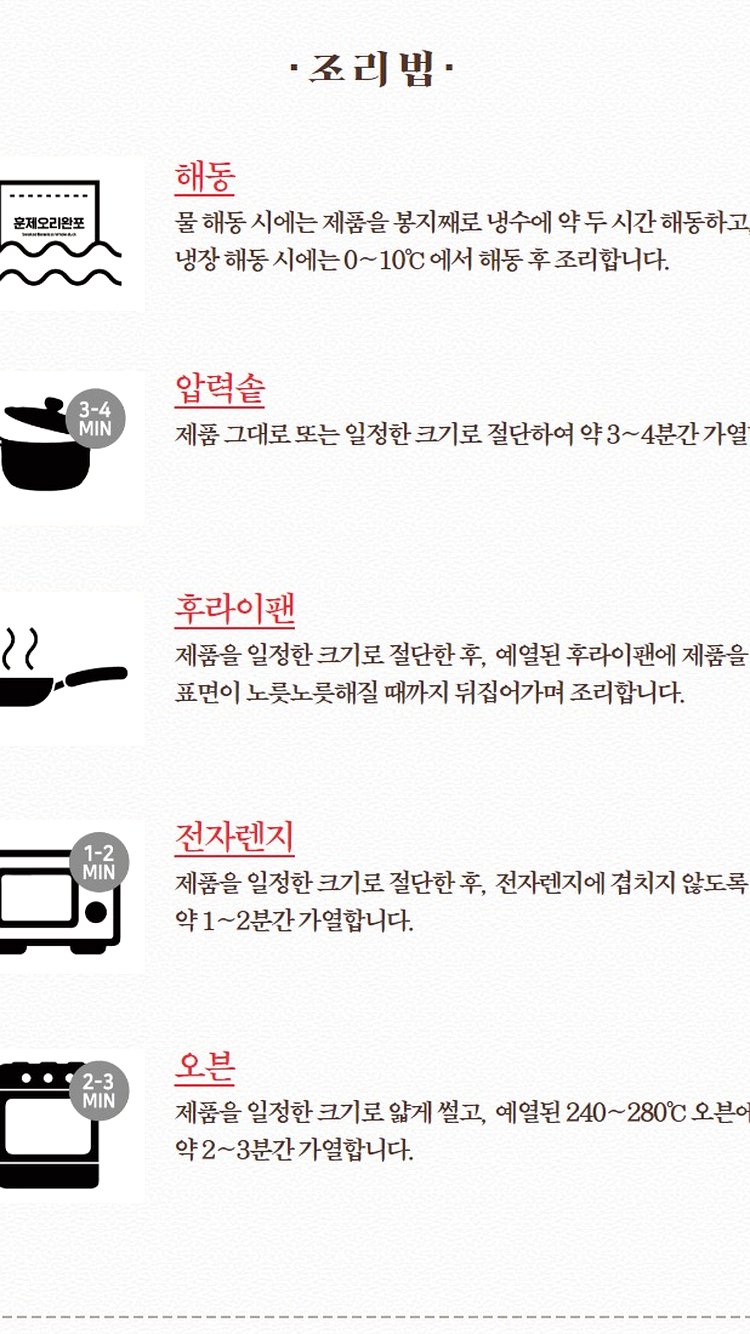 ·조리법·
해동
훈제오리완포
물 해동 시에는 제품을 봉지째로 냉수에 약 두 시간 해동하고,
냉장 해동 시에는 0~10℃ 에서 해동 후 조리합니다.
압력솥
3-4
MIN
제품 그대로 또는 일정한 크기로 절단하여 약 3~4분간 가열
후라이팬
제품을 일정한 크기로 절단한 후, 예열된 후라이팬에 제품을
표면이 노릇노릇해질 때까지 뒤집어가며 조리합니다.
전자렌지
1-2
MIN
제품을 일정한 크기로 절단한 후, 전자렌지에 겹치지 않도록
약 1~2분간 가열합니다.
오븐
2-3
MIN
제품을 일정한 크기로 얇게 썰고, 예열된 240~280℃ 오븐에
약 2~3분간 가열합니다.